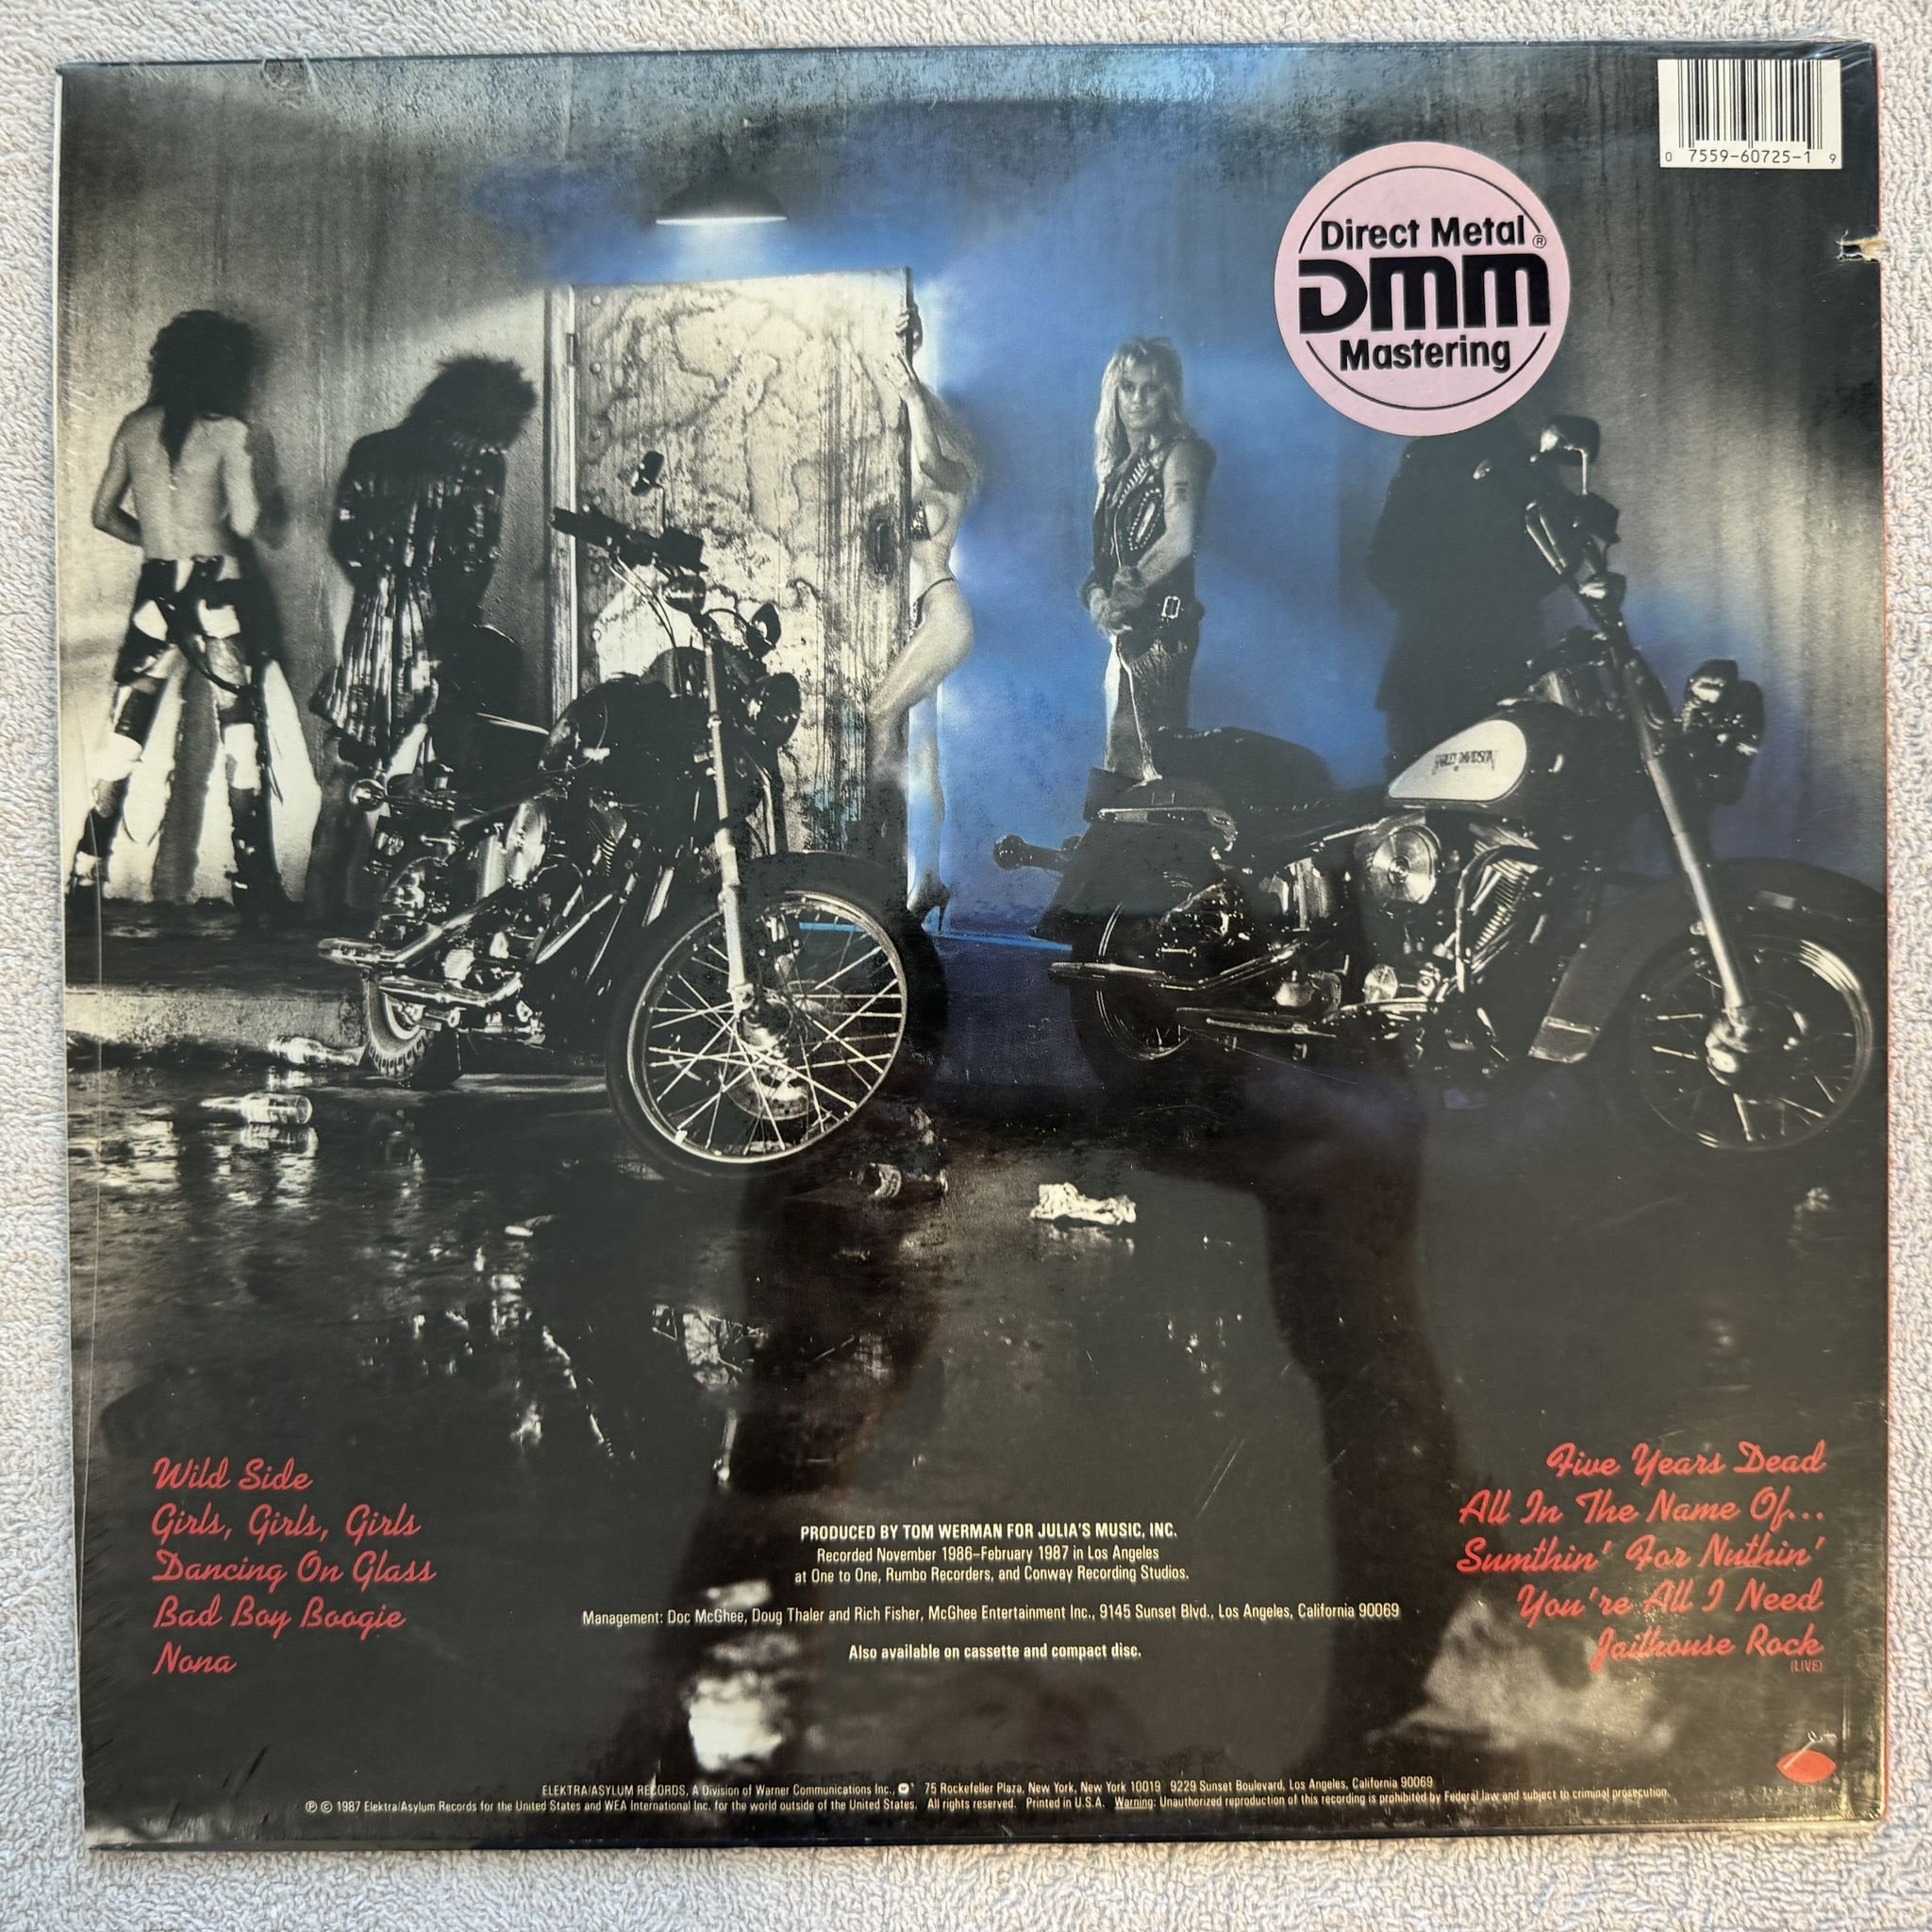 0 7559-60725-1 9
Direct Metal ®
DMM
Mastering
HARLEY-DAVIDSON
Wild Side
Girls, Girls, Girls
Dancing On Glass
Bad Boy Boogie
Nona
PRODUCED BY TOM WERMAN FOR JULIA'S MUSIC, INC.
Recorded November 1986–February 1987 in Los Angeles
at One to One, Rumbo Recorders, and Conway Recording Studios.
Management: Doc McGhee, Doug Thaler and Rich Fisher, McGhee Entertainment Inc., 9145 Sunset Blvd., Los Angeles, California 90069
Also available on cassette and compact disc.
Five Years Dead
All In The Name Of...
Sumthin' For Nuthin'
You're All I Need
Jailhouse Rock
(LIVE)
ELEKTRA/ASYLUM RECORDS, A Division of Warner Communications Inc., 75 Rockefeller Plaza, New York, New York 10019 9229 Sunset Boulevard, Los Angeles, California 90069
℗ © 1987 Elektra/Asylum Records for the United States and WEA International Inc. for the world outside of the United States. All rights reserved. Printed in U.S.A. Warning: Unauthorized reproduction of this recording is prohibited by Federal law and subject to criminal prosecution.